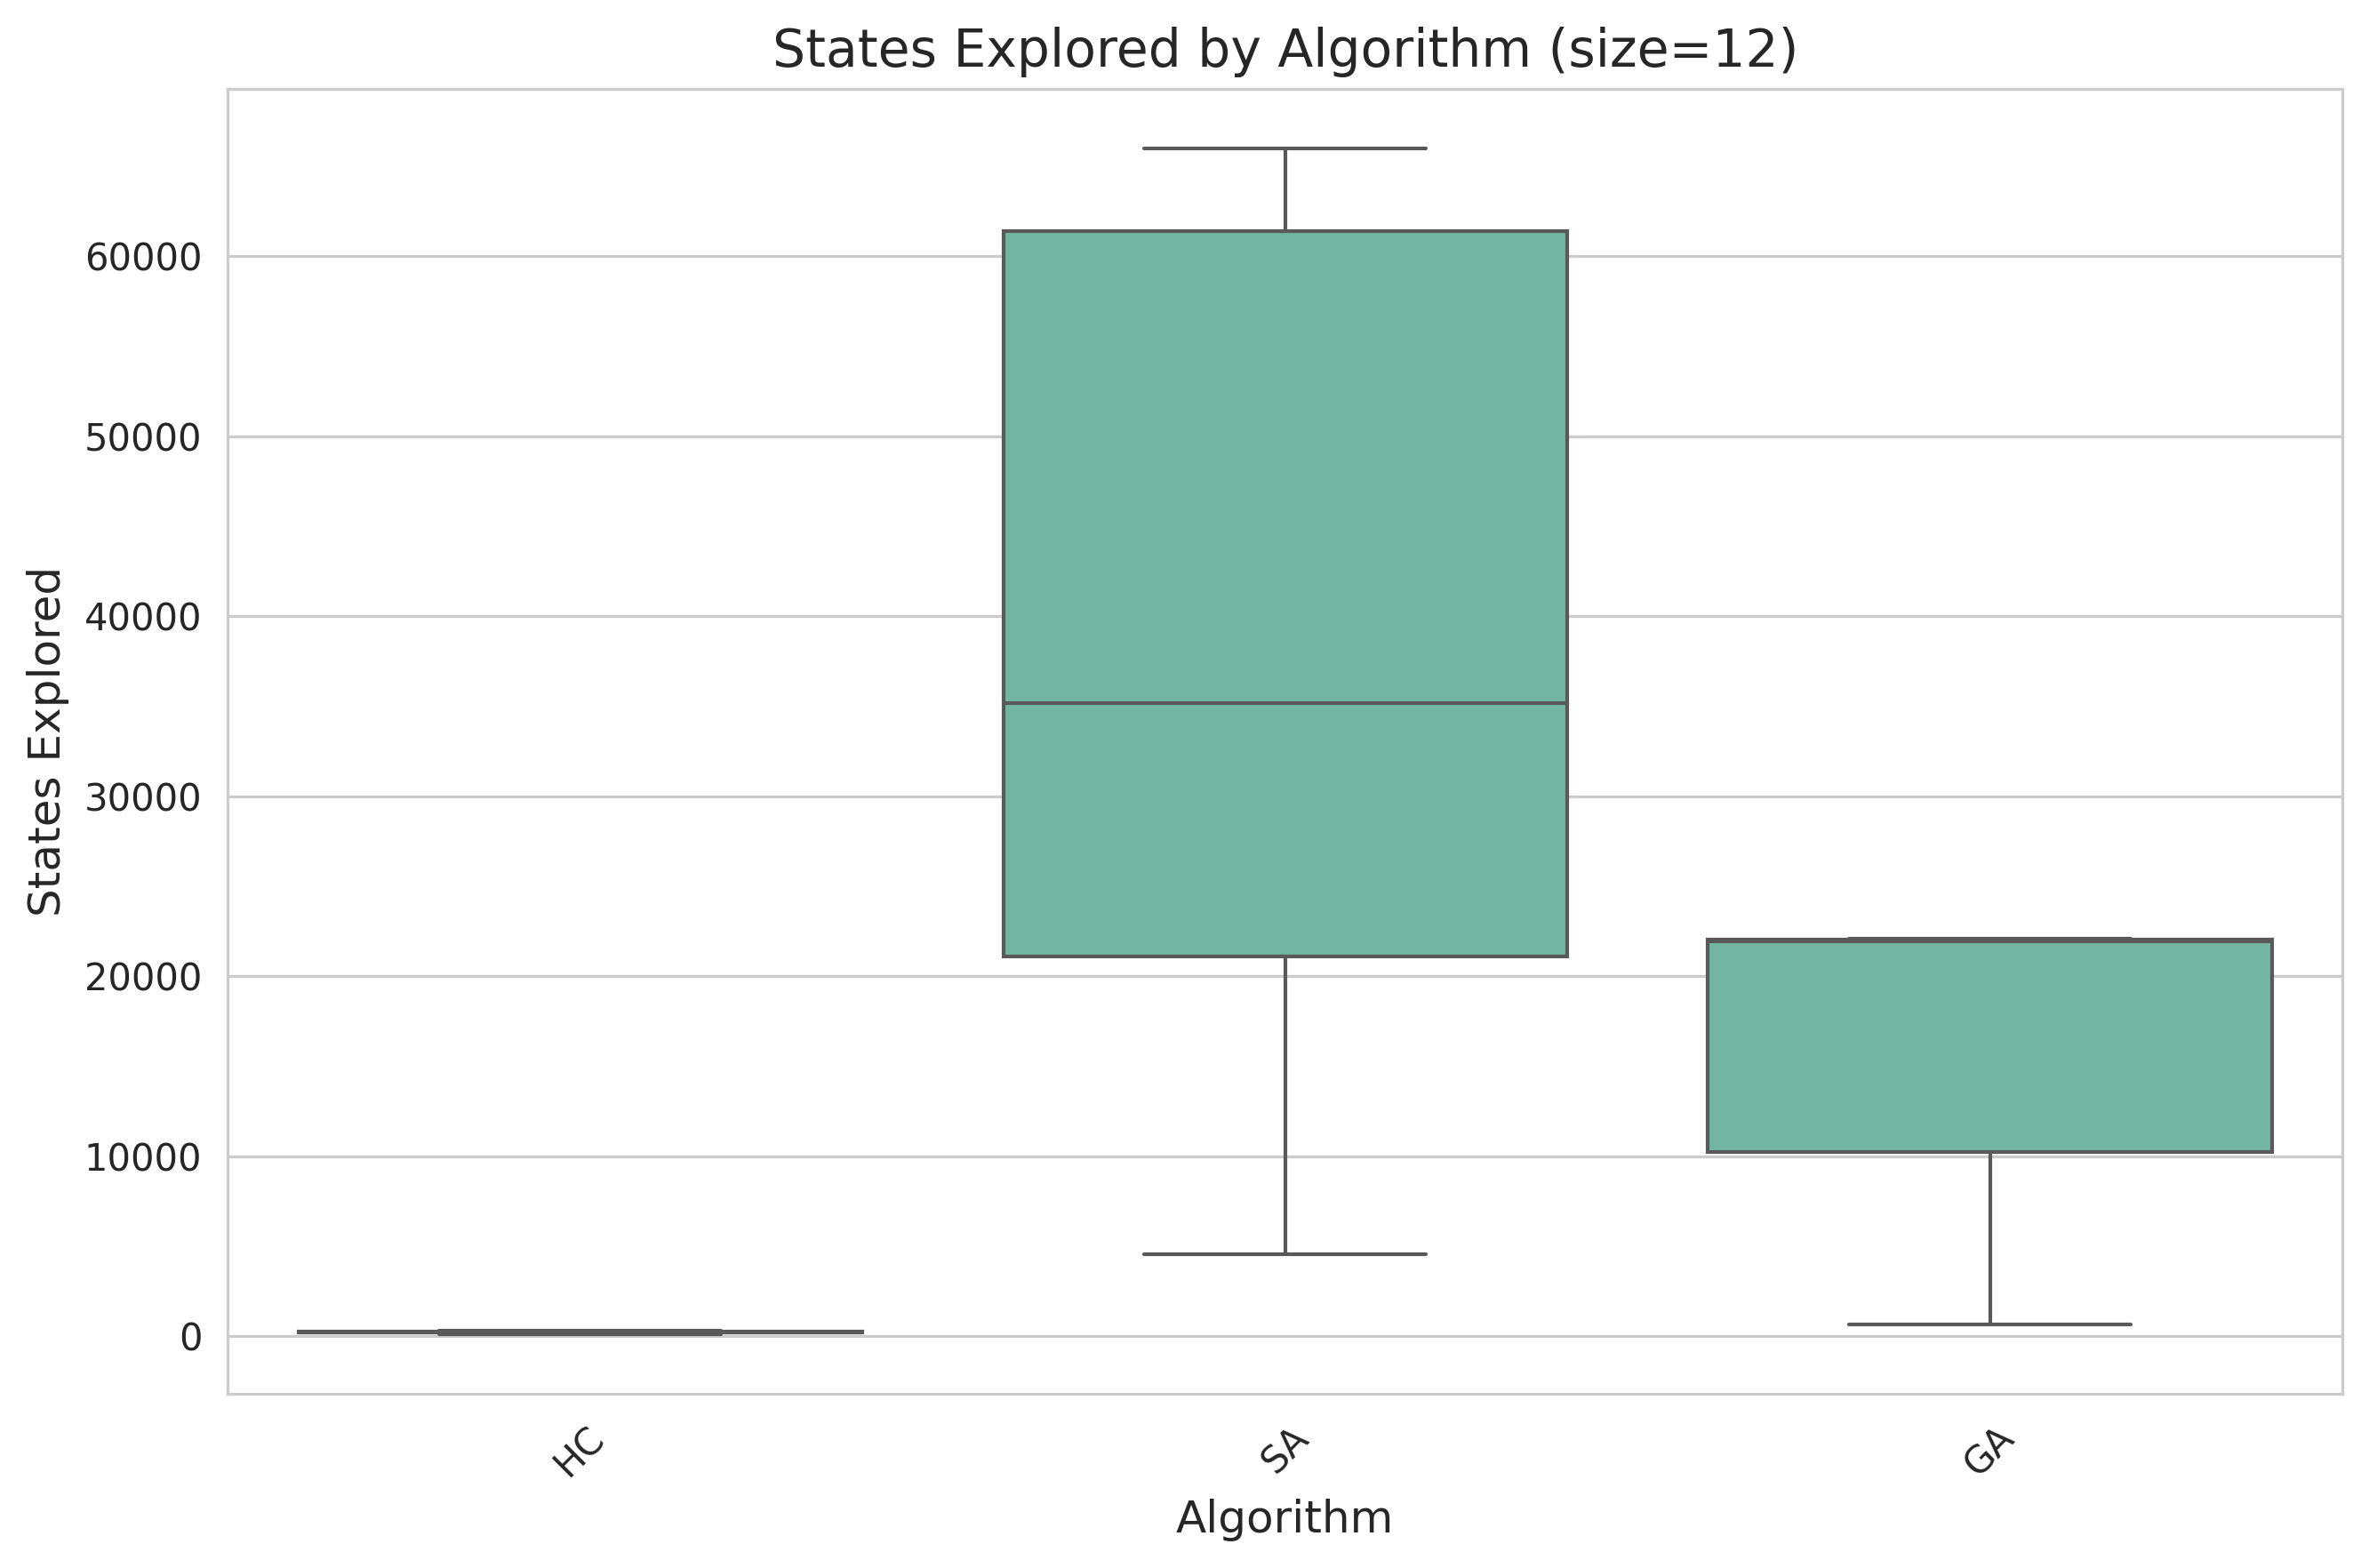 States Explored by Algorithm (size=12)
States Explored
60000
50000
40000
30000
20000
10000
0
HC
SA
GA
Algorithm